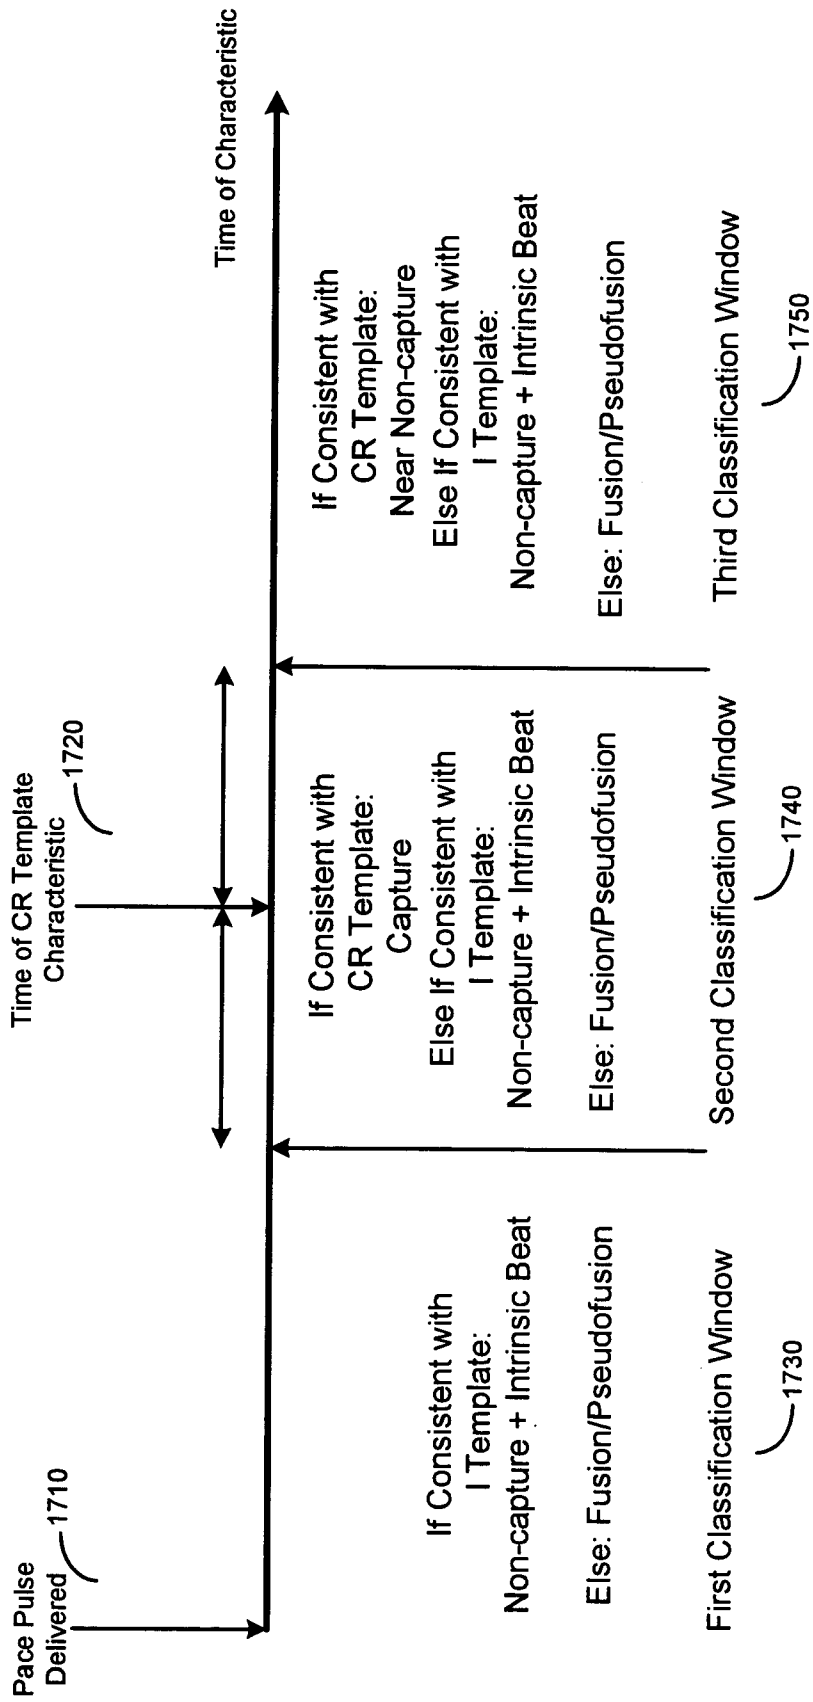 Pace Pulse
Delivered
1710
Time of CR Template
Characteristic
1720
Time of Characteristic
If Consistent with
I Template:
Non-capture + Intrinsic Beat
Else: Fusion/Pseudofusion
First Classification Window
1730
If Consistent with
CR Template:
Capture
Else If Consistent with
I Template:
Non-capture + Intrinsic Beat
Else: Fusion/Pseudofusion
Second Classification Window
1740
If Consistent with
CR Template:
Near Non-capture
Else If Consistent with
I Template:
Non-capture + Intrinsic Beat
Else: Fusion/Pseudofusion
Third Classification Window
1750